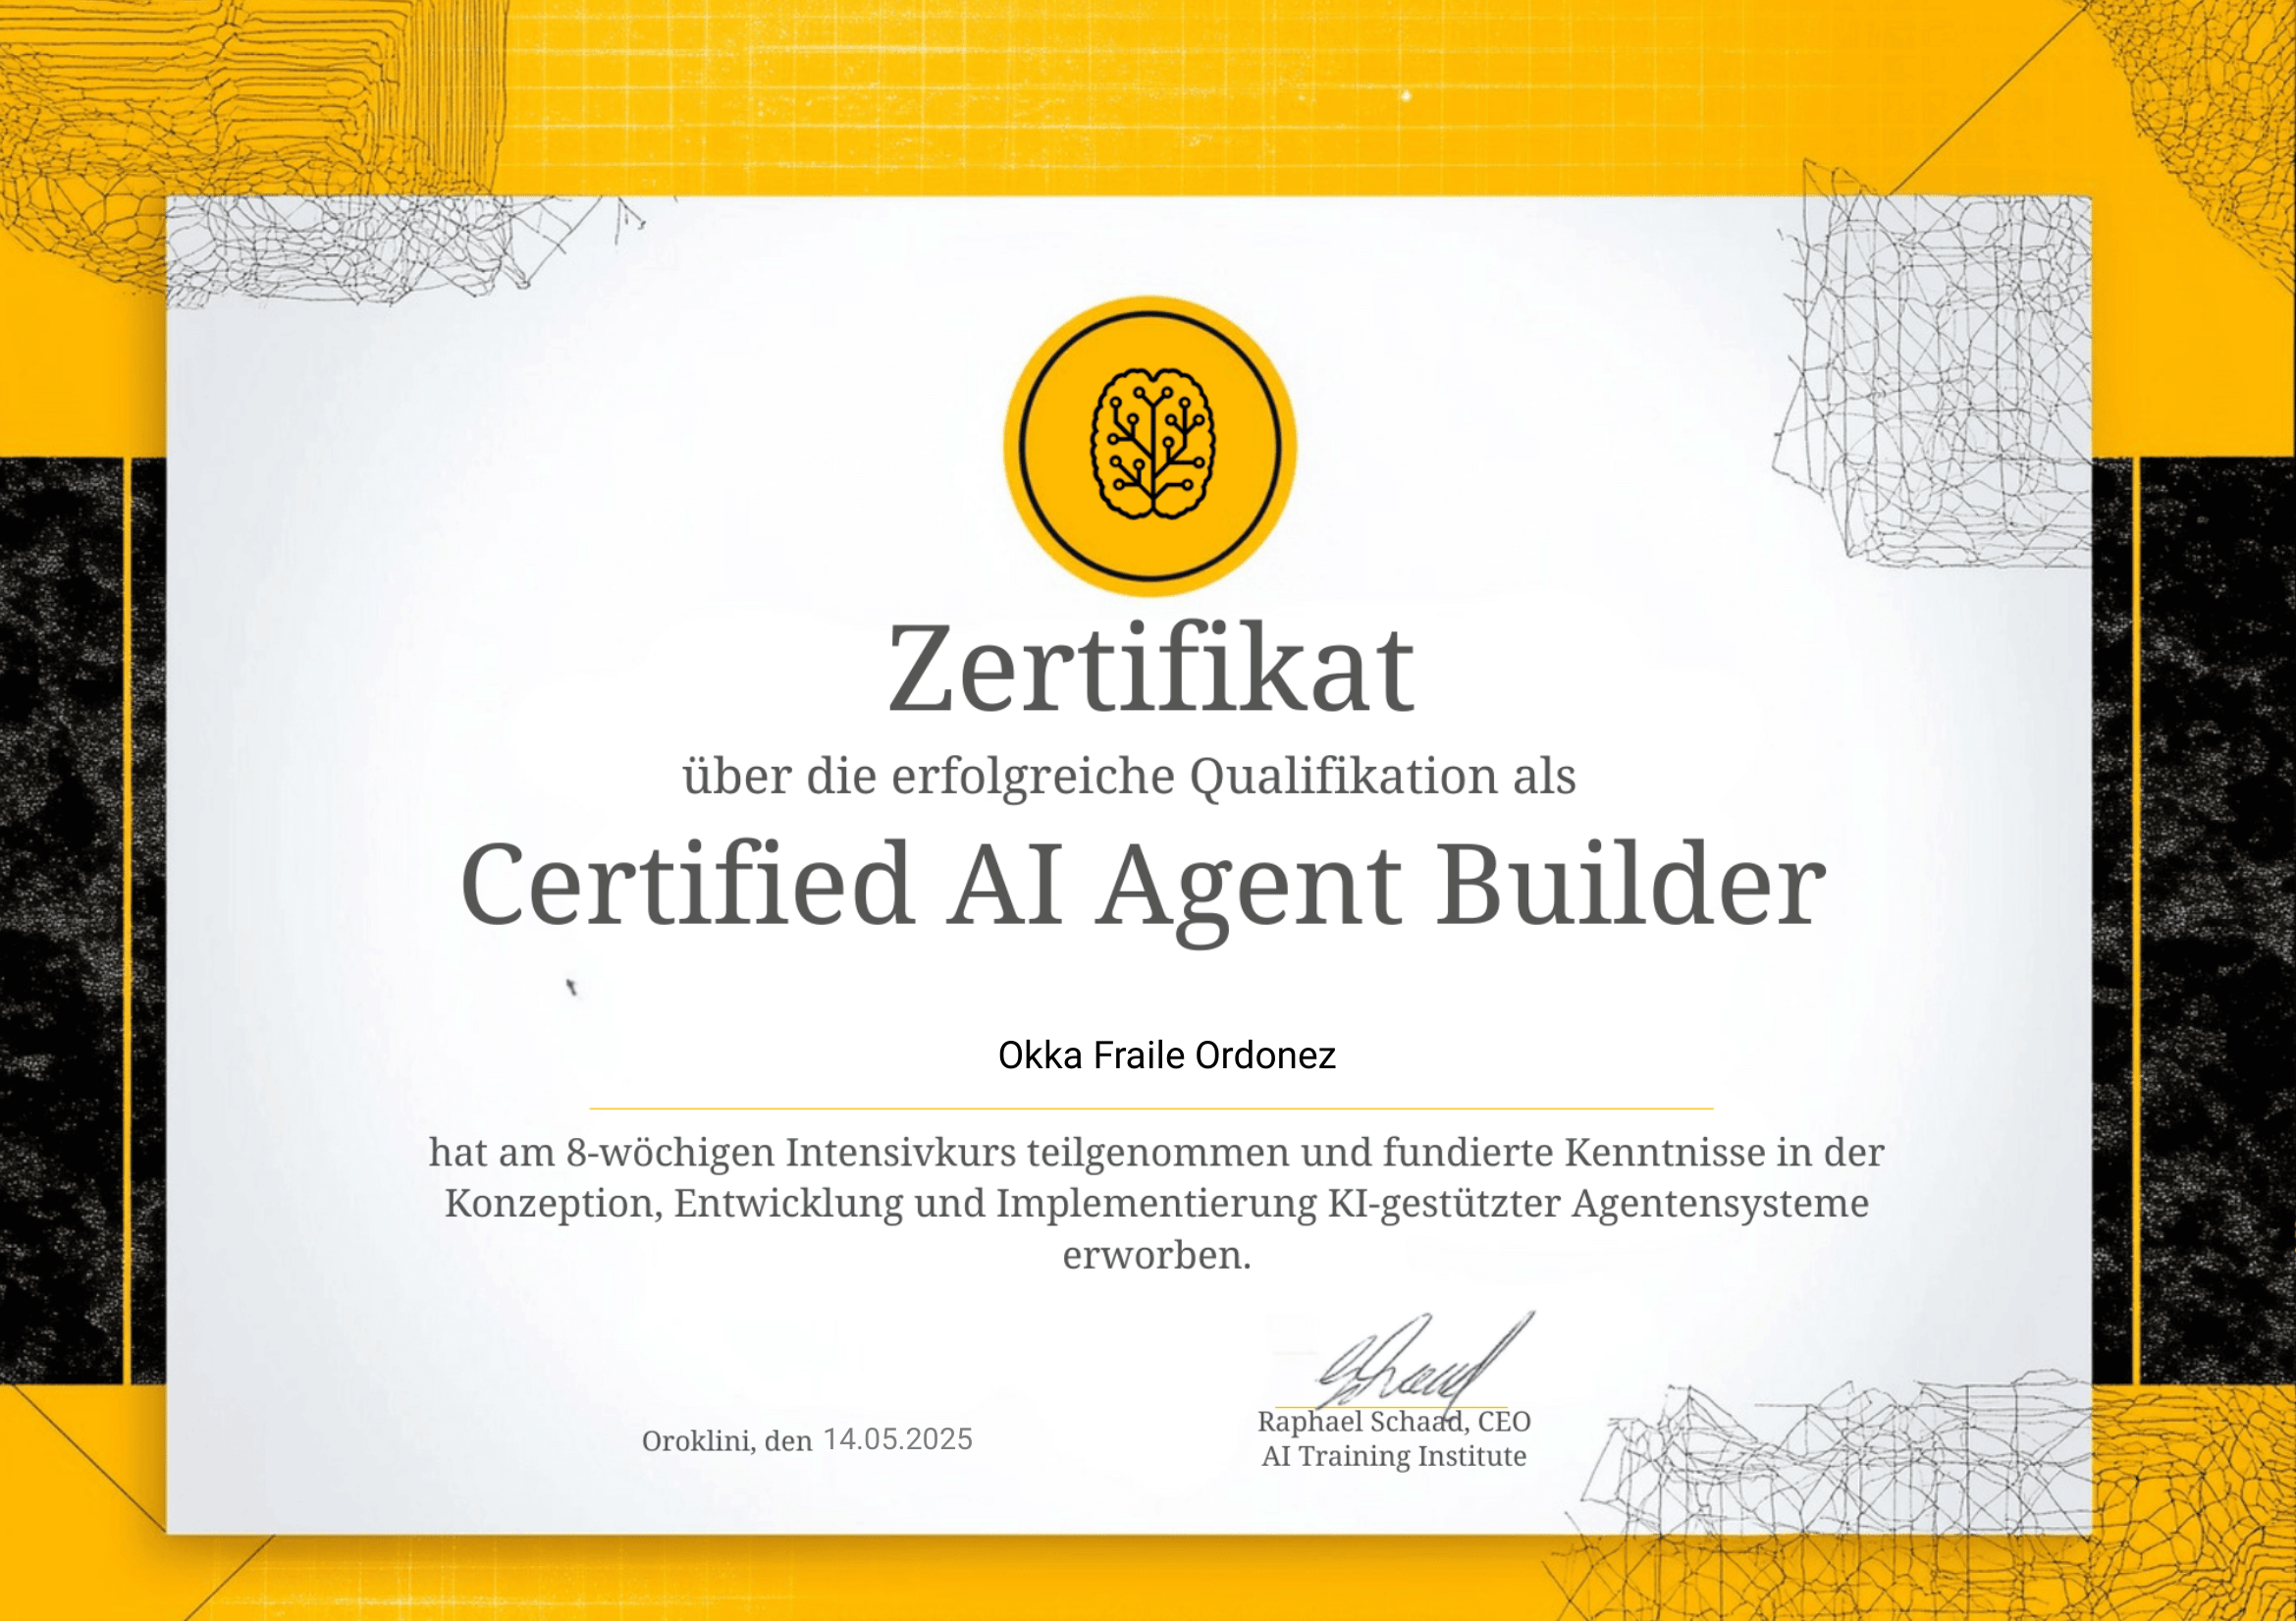 Zertifikat
über die erfolgreiche Qualifikation als
Certified AI Agent Builder
Okka Fraile Ordonez
hat am 8-wöchigen Intensivkurs teilgenommen und fundierte Kenntnisse in der
Konzeption, Entwicklung und Implementierung KI-gestützter Agentensysteme
erworben.
Oroklini, den 14.05.2025
Raphael Schaad, CEO
AI Training Institute